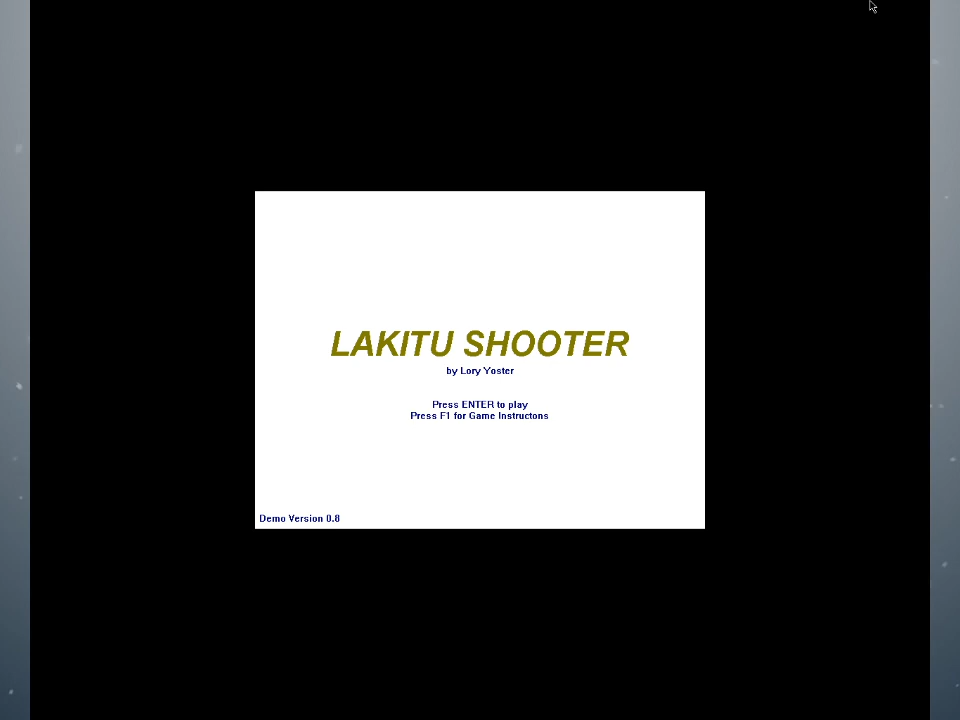 LAKITU SHOOTER
by Lory Yoster
Press ENTER to play
Press F1 for Game Instructons
Demo Version 0.8